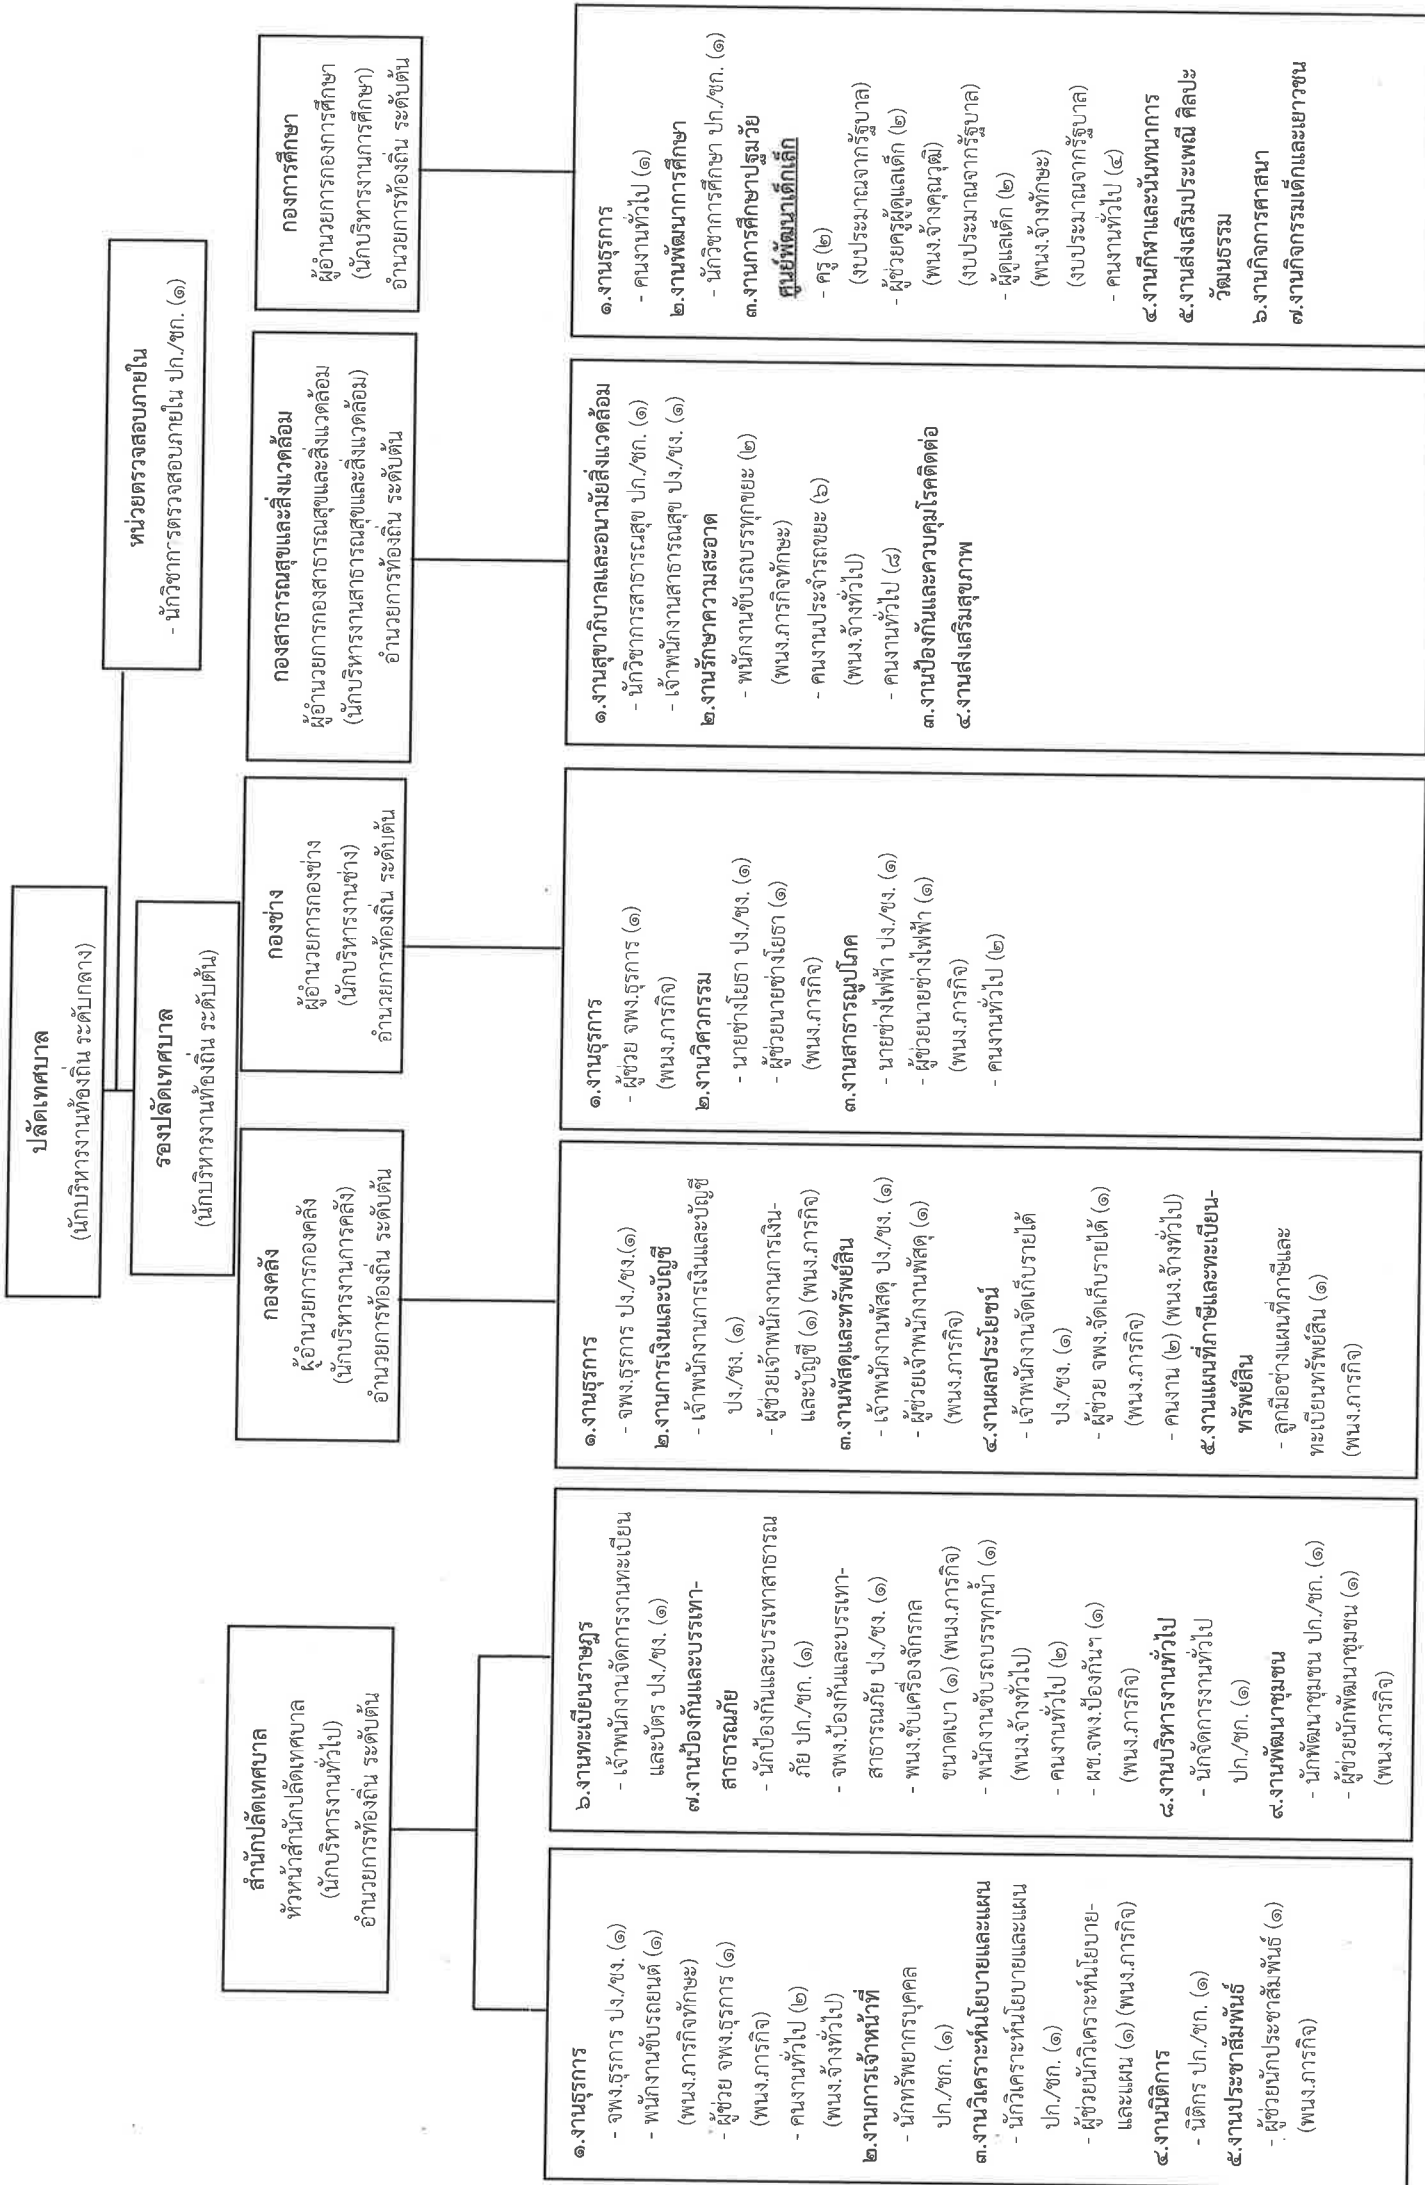 ปลัดเทศบาล
(นักบริหารงานท้องถิ่น ระดับกลาง)
รองปลัดเทศบาล
(นักบริหารงานท้องถิ่น ระดับต้น)
หน่วยตรวจสอบภายใน
- นักวิชาการตรวจสอบภายใน ปก./ชก. (๑)
สำนักปลัดเทศบาล
หัวหน้าสำนักปลัดเทศบาล
(นักบริหารงานทั่วไป)
อำนวยการท้องถิ่น ระดับต้น
กองคลัง
ผู้อำนวยการกองคลัง
(นักบริหารงานการคลัง)
อำนวยการท้องถิ่น ระดับต้น
กองช่าง
ผู้อำนวยการกองช่าง
(นักบริหารงานช่าง)
อำนวยการท้องถิ่น ระดับต้น
กองสาธารณสุขและสิ่งแวดล้อม
ผู้อำนวยการกองสาธารณสุขและสิ่งแวดล้อม
(นักบริหารงานสาธารณสุขและสิ่งแวดล้อม)
อำนวยการท้องถิ่น ระดับต้น
กองการศึกษา
ผู้อำนวยการกองการศึกษา
(นักบริหารงานการศึกษา)
อำนวยการท้องถิ่น ระดับต้น
๑.งานธุรการ
- จพง.ธุรการ ปง./ชง. (๑)
- พนักงานขับรถยนต์ (๑)
(พนง.ภารกิจทักษะ)
- ผู้ช่วย จพง.ธุรการ (๑)
(พนง.ภารกิจ)
- คนงานทั่วไป (๒)
(พนง.จ้างทั่วไป)
๒.งานการเจ้าหน้าที่
- นักทรัพยากรบุคคล
ปก./ชก. (๑)
๓.งานวิเคราะห์นโยบายและแผน
- นักวิเคราะห์นโยบายและแผน
ปก./ชก. (๑)
- ผู้ช่วยนักวิเคราะห์นโยบาย-
และแผน (๑) (พนง.ภารกิจ)
๔.งานนิติการ
- นิติกร ปก./ชก. (๑)
๕.งานประชาสัมพันธ์
- ผู้ช่วยนักประชาสัมพันธ์ (๑)
(พนง.ภารกิจ)
๖.งานทะเบียนราษฎร
- เจ้าพนักงานจัดการงานทะเบียน
และบัตร ปง./ชง. (๑)
๗.งานป้องกันและบรรเทา-
สาธารณภัย
- นักป้องกันและบรรเทาสาธารณ
ภัย ปก./ชก. (๑)
- จพง.ป้องกันและบรรเทา-
สาธารณภัย ปง./ชง. (๑)
- พนง.ขับเครื่องจักรกล
ขนาดเบา (๑) (พนง.ภารกิจ)
- พนักงานขับรถบรรทุกน้ำ (๑)
(พนง.จ้างทั่วไป)
- คนงานทั่วไป (๒)
- ผช.จพง.ป้องกันฯ (๑)
(พนง.ภารกิจ)
๘.งานบริหารงานทั่วไป
- นักจัดการงานทั่วไป
ปก./ชก. (๑)
๙.งานพัฒนาชุมชน
- นักพัฒนาชุมชน ปก./ชก. (๑)
- ผู้ช่วยนักพัฒนาชุมชน (๑)
(พนง.ภารกิจ)
๑.งานธุรการ
- จพง.ธุรการ ปง./ชง.(๑)
๒.งานการเงินและบัญชี
- เจ้าพนักงานการเงินและบัญชี
ปง./ชง. (๑)
- ผู้ช่วยเจ้าพนักงานการเงิน-
และบัญชี (๑) (พนง.ภารกิจ)
๓.งานพัสดุและทรัพย์สิน
- เจ้าพนักงานพัสดุ ปง./ชง. (๑)
- ผู้ช่วยเจ้าพนักงานพัสดุ (๑)
(พนง.ภารกิจ)
๔.งานผลประโยชน์
- เจ้าพนักงานจัดเก็บรายได้
ปง./ชง. (๑)
- ผู้ช่วย จพง.จัดเก็บรายได้ (๑)
(พนง.ภารกิจ)
- คนงาน (๒) (พนง.จ้างทั่วไป)
๕.งานแผนที่ภาษีและทะเบียน-
ทรัพย์สิน
- ลูกมือช่างแผนที่ภาษีและ
ทะเบียนทรัพย์สิน (๑)
(พนง.ภารกิจ)
๑.งานธุรการ
- ผู้ช่วย จพง.ธุรการ (๑)
(พนง.ภารกิจ)
๒.งานวิศวกรรม
- นายช่างโยธา ปง./ชง. (๑)
- ผู้ช่วยนายช่างโยธา (๑)
(พนง.ภารกิจ)
๓.งานสาธารณูปโภค
- นายช่างไฟฟ้า ปง./ชง. (๑)
- ผู้ช่วยนายช่างไฟฟ้า (๑)
(พนง.ภารกิจ)
- คนงานทั่วไป (๒)
๑.งานสุขาภิบาลและอนามัยสิ่งแวดล้อม
- นักวิชาการสาธารณสุข ปก./ชก. (๑)
- เจ้าพนักงานสาธารณสุข ปง./ชง. (๑)
๒.งานรักษาความสะอาด
- พนักงานขับรถบรรทุกขยะ (๒)
(พนง.ภารกิจทักษะ)
- คนงานประจำรถขยะ (๖)
(พนง.จ้างทั่วไป)
- คนงานทั่วไป (๘)
๓.งานป้องกันและควบคุมโรคติดต่อ
๔.งานส่งเสริมสุขภาพ
๑.งานธุรการ
- คนงานทั่วไป (๑)
๒.งานพัฒนาการศึกษา
- นักวิชาการศึกษา ปก./ชก. (๑)
๓.งานการศึกษาปฐมวัย
ศูนย์พัฒนาเด็กเล็ก
- ครู (๒)
(งบประมาณจากรัฐบาล)
- ผู้ช่วยครูผู้ดูแลเด็ก (๒)
(พนง.จ้างคุณวุฒิ)
(งบประมาณจากรัฐบาล)
- ผู้ดูแลเด็ก (๒)
(พนง.จ้างทักษะ)
(งบประมาณจากรัฐบาล)
- คนงานทั่วไป (๔)
๔.งานกีฬาและนันทนาการ
๕.งานส่งเสริมประเพณี ศิลปะ
วัฒนธรรม
๖.งานกิจการศาสนา
๗.งานกิจกรรมเด็กและเยาวชน